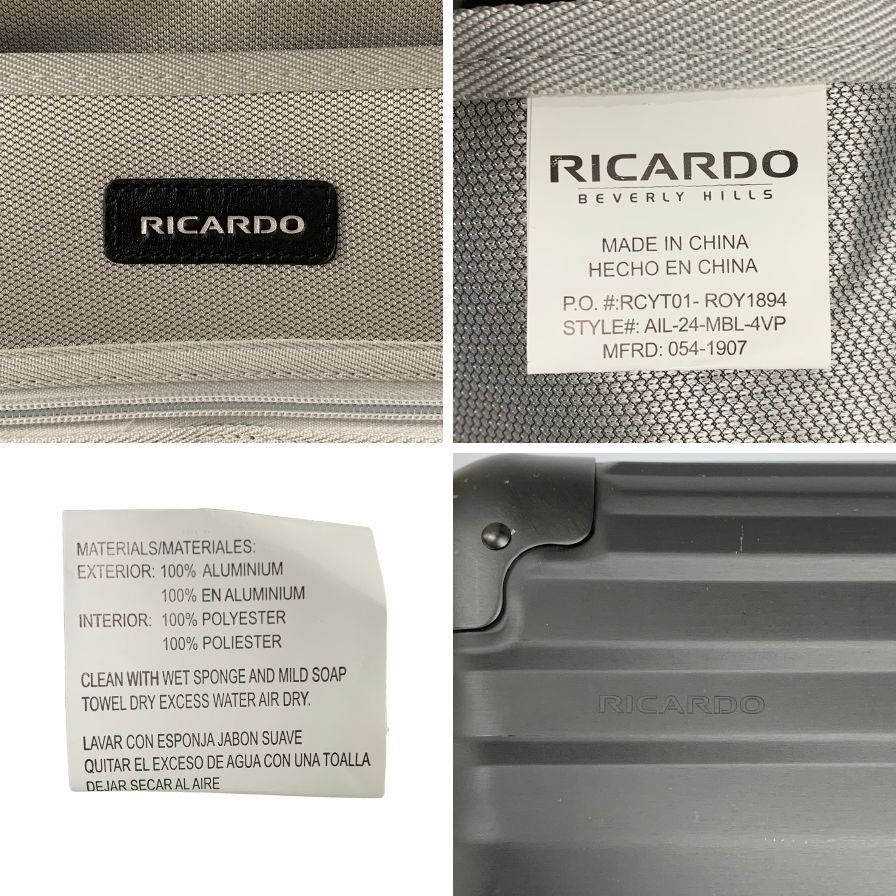 RICARDO
RICARDO
BEVERLY HILLS
MADE IN CHINA
HECHO EN CHINA
P.O. #:RCYT01- ROY1894
STYLE#: AIL-24-MBL-4VP
MFRD: 054-1907
MATERIALS/MATERIALES:
EXTERIOR: 100% ALUMINIUM
100% EN ALUMINIUM
INTERIOR: 100% POLYESTER
100% POLIESTER
CLEAN WITH WET SPONGE AND MILD SOAP
TOWEL DRY EXCESS WATER AIR DRY.
LAVAR CON ESPONJA JABON SUAVE
QUITAR EL EXCESO DE AGUA CON UNA TOALLA
DEJAR SECAR AL AIRE
RICARDO